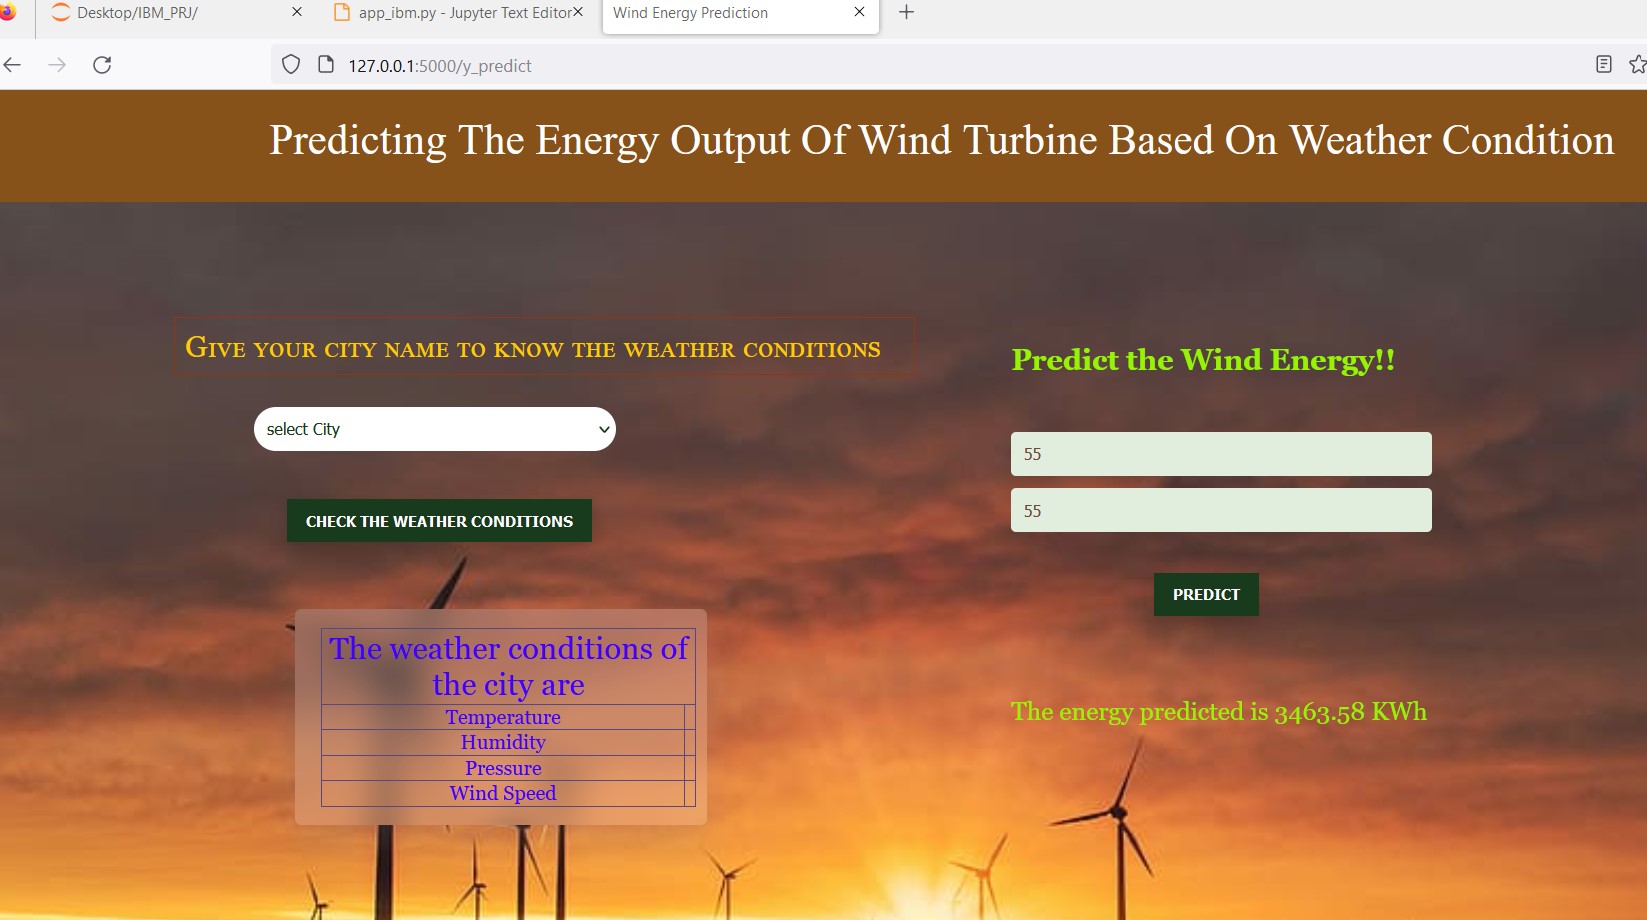 Desktop/IBM_PRJ/
app_ibm.py - Jupyter Text Editor
Wind Energy Prediction
127.0.0.1:5000/y_predict
Predicting The Energy Output Of Wind Turbine Based On Weather Condition
Give your city name to know the weather conditions
select City
CHECK THE WEATHER CONDITIONS
The weather conditions of
the city are
Temperature
Humidity
Pressure
Wind Speed
Predict the Wind Energy!!
55
55
PREDICT
The energy predicted is 3463.58 KWh